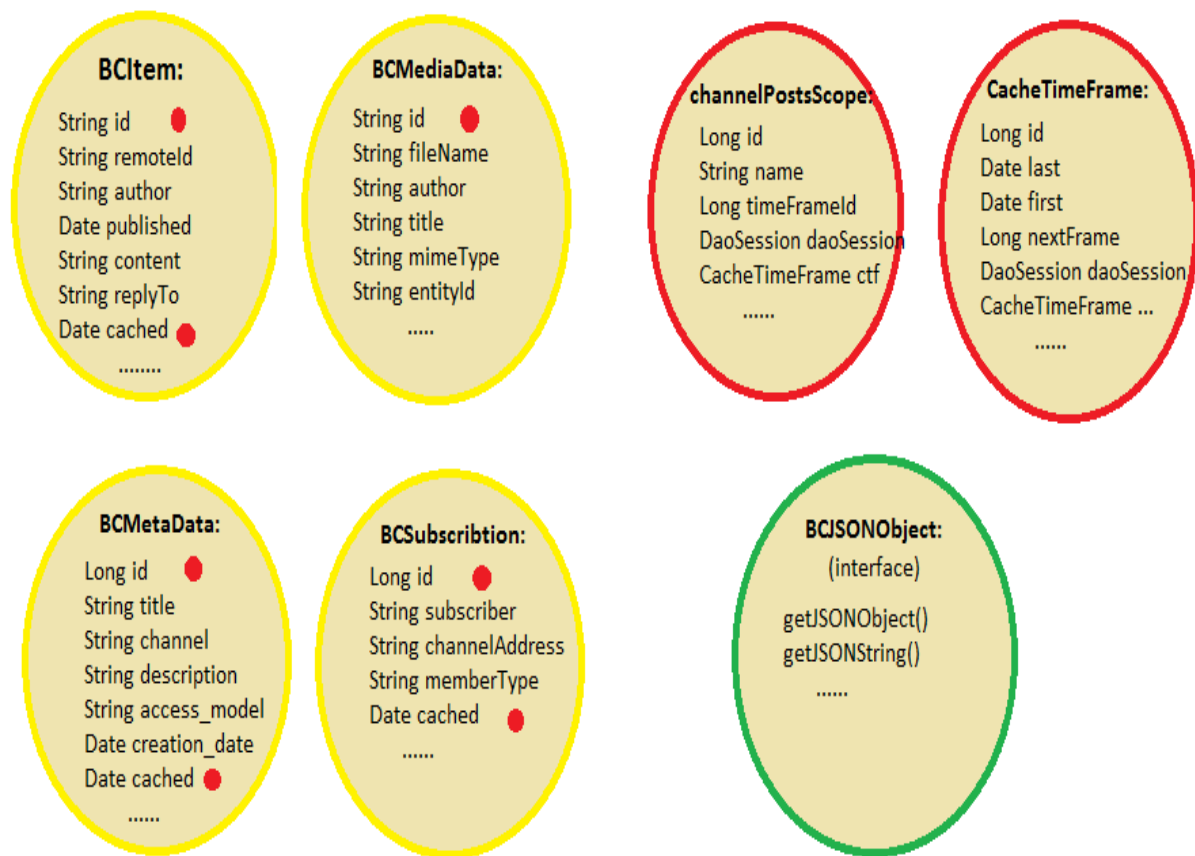 BCItem:
String id
String remoteId
String author
Date published
String content
String replyTo
Date cached
........
BCMediaData:
String id
String fileName
String author
String title
String mimeType
String entityId
.....
channelPostsScope:
Long id
String name
Long timeFrameId
DaoSession daoSession
CacheTimeFrame ctf
......
CacheTimeFrame:
Long id
Date last
Date first
Long nextFrame
DaoSession daoSession
CacheTimeFrame ...
......
BCMetaData:
Long id
String title
String channel
String description
String access_model
Date creation_date
Date cached
......
BCSubscribtion:
Long id
String subscriber
String channelAddress
String memberType
Date cached
......
BCJSONObject:
(interface)
getJSONObject()
getJSONString()
......